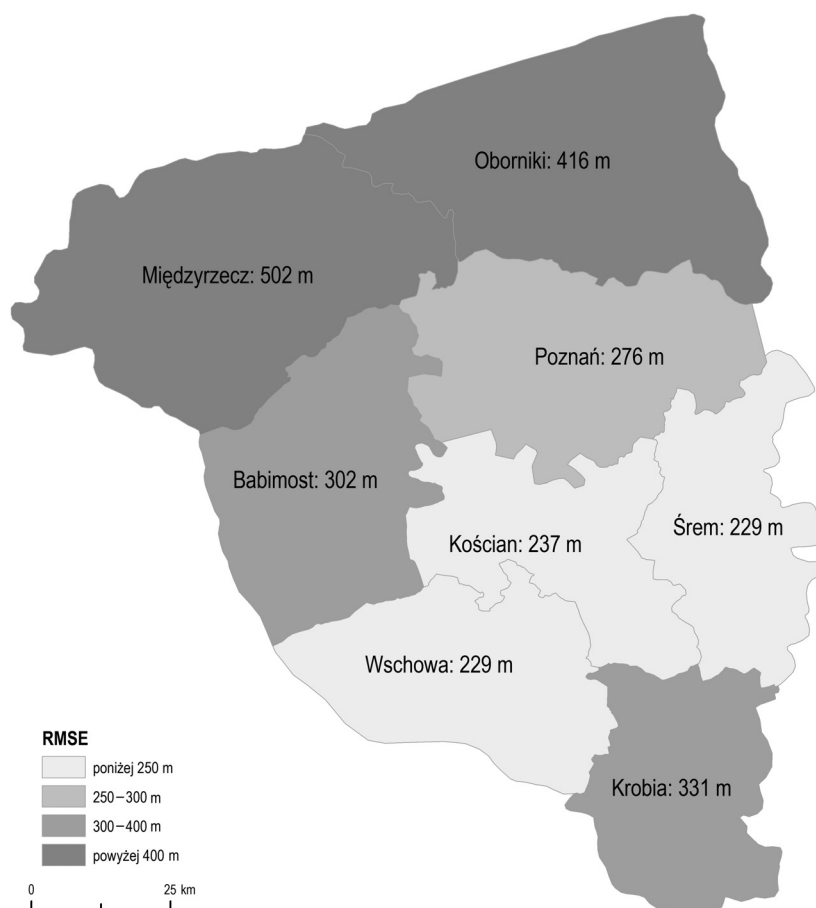 Oborniki: 416 m
Międzyrzecz: 502 m
Poznań: 276 m
Babimost: 302 m
Śrem: 229 m
Kościan: 237 m
Wschowa: 229 m
Krobia: 331 m
RMSE
poniżej 250 m
250–300 m
300–400 m
powyżej 400 m
0 25 km